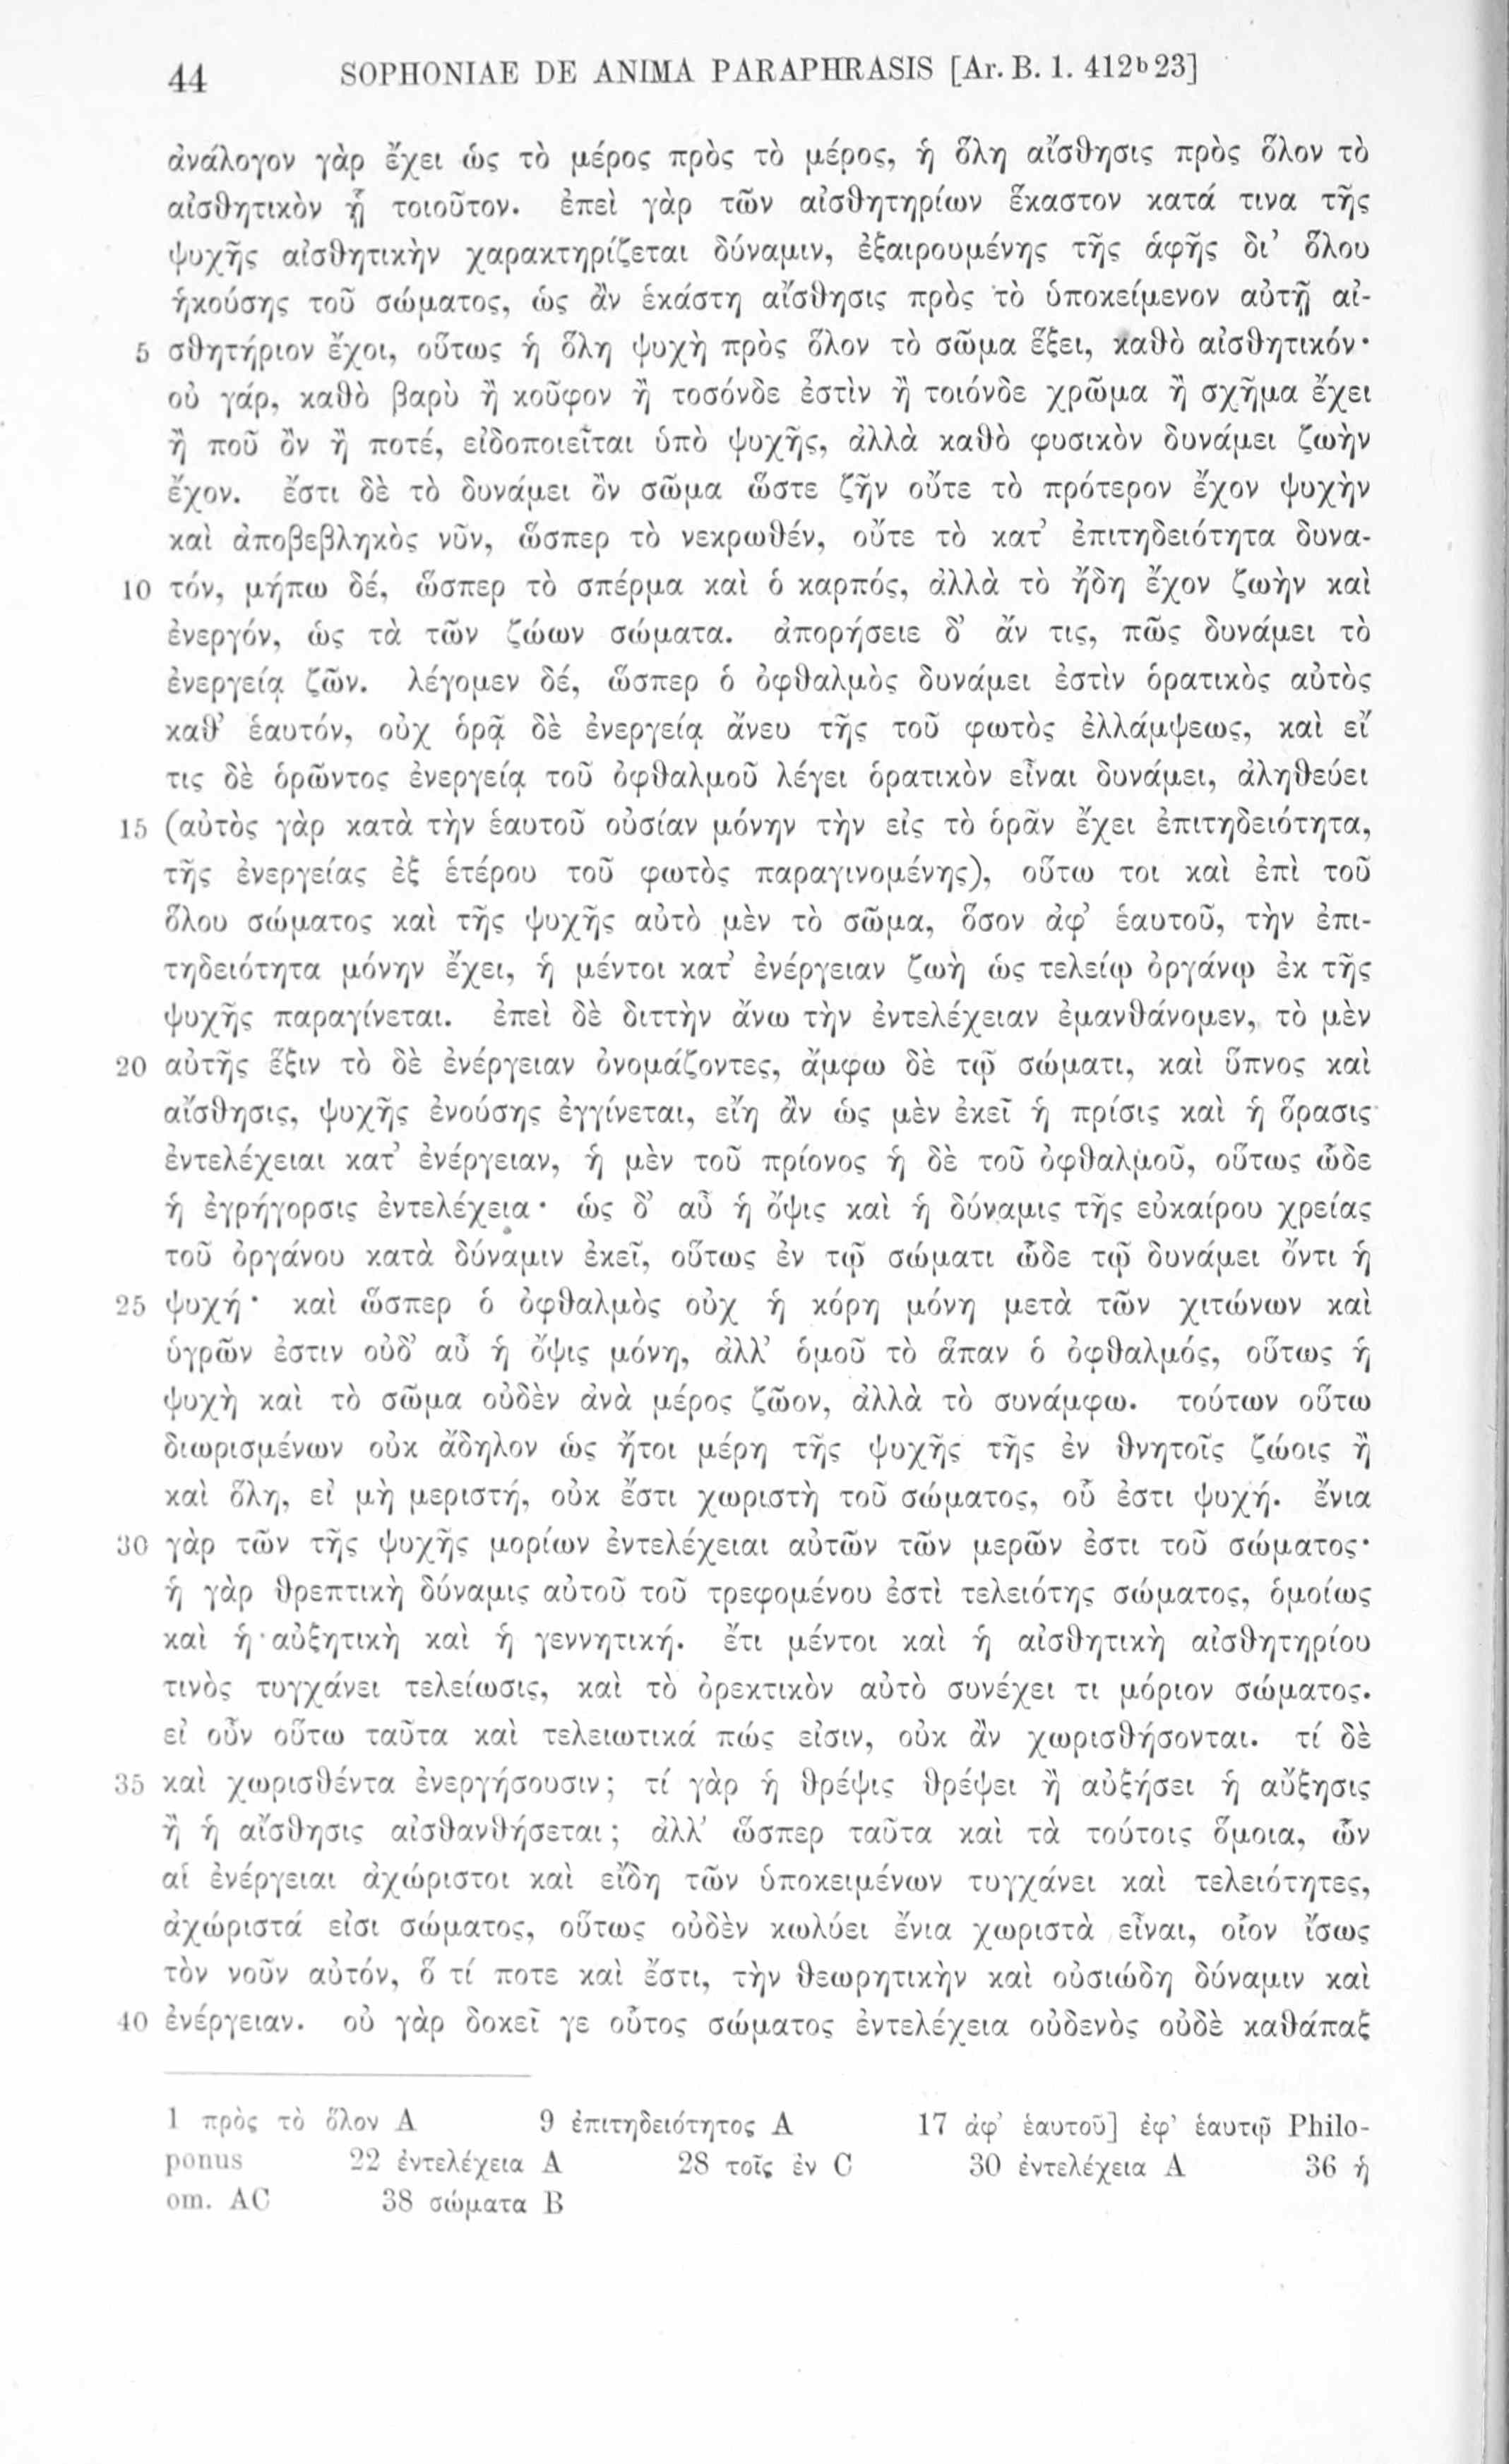 44 SOPHONIAE DE ANIMA PARAPHRASIS [Ar. B. 1. 412b 23]
ἀνάλογον γὰρ ἔχει ὡς τὸ μέρος πρὸς τὸ μέρος, ἡ ὅλη αἴσθησις πρὸς ὅλον τὸ
αἰσθητικὸν ᾗ τοιοῦτον. ἐπεὶ γὰρ τῶν αἰσθητηρίων ἕκαστον κατά τινα τῆς
ψυχῆς αἰσθητικὴν χαρακτηρίζεται δύναμιν, ἐξαιρουμένης τῆς ἁφῆς δι’ ὅλου
ἡκούσης τοῦ σώματος, ὡς ἂν ἑκάστη αἴσθησις πρὸς τὸ ὑποκείμενον αὐτῇ αἰ-
5 σθητήριον ἔχοι, οὕτως ἡ ὅλη ψυχὴ πρὸς ὅλον τὸ σῶμα ἕξει, καθὸ αἰσθητικόν·
οὐ γάρ, καθὸ βαρὺ ἢ κοῦφον ἢ τοσόνδε ἐστὶν ἢ τοιόνδε χρῶμα ἢ σχῆμα ἔχει
ἢ ποῦ ὂν ἢ ποτέ, εἰδοποιεῖται ὑπὸ ψυχῆς, ἀλλὰ καθὸ φυσικὸν δυνάμει ζωὴν
ἔχον. ἔστι δὲ τὸ δυνάμει ὂν σῶμα ὥστε ζῆν οὔτε τὸ πρότερον ἔχον ψυχὴν
καὶ ἀποβεβληκὸς νῦν, ὥσπερ τὸ νεκρωθέν, οὔτε τὸ κατ’ ἐπιτηδειότητα δυνα-
10 τόν, μήπω δέ, ὥσπερ τὸ σπέρμα καὶ ὁ καρπός, ἀλλὰ τὸ ἤδη ἔχον ζωὴν καὶ
ἐνεργόν, ὡς τὰ τῶν ζώων σώματα. ἀπορήσειε δ’ ἄν τις, πῶς δυνάμει τὸ
ἐνεργείᾳ ζῶν. λέγομεν δέ, ὥσπερ ὁ ὀφθαλμὸς δυνάμει ἐστὶν ὁρατικὸς αὐτὸς
καθ’ ἑαυτόν, οὐχ ὁρᾷ δὲ ἐνεργείᾳ ἄνευ τῆς τοῦ φωτὸς ἐλλάμψεως, καὶ εἴ
τις δὲ ὁρῶντος ἐνεργείᾳ τοῦ ὀφθαλμοῦ λέγει ὁρατικὸν εἶναι δυνάμει, ἀληθεύει
15 (αὐτὸς γὰρ κατὰ τὴν ἑαυτοῦ οὐσίαν μόνην τὴν εἰς τὸ ὁρᾶν ἔχει ἐπιτηδειότητα,
τῆς ἐνεργείας ἐξ ἑτέρου τοῦ φωτὸς παραγινομένης), οὕτω τοι καὶ ἐπὶ τοῦ
ὅλου σώματος καὶ τῆς ψυχῆς αὐτὸ μὲν τὸ σῶμα, ὅσον ἀφ’ ἑαυτοῦ, τὴν ἐπι-
τηδειότητα μόνην ἔχει, ἡ μέντοι κατ’ ἐνέργειαν ζωὴ ὡς τελείῳ ὀργάνῳ ἐκ τῆς
ψυχῆς παραγίνεται. ἐπεὶ δὲ διττὴν ἄνω τὴν ἐντελέχειαν ἐμανθάνομεν, τὸ μὲν
20 αὐτῆς ἕξιν τὸ δὲ ἐνέργειαν ὀνομάζοντες, ἄμφω δὲ τῷ σώματι, καὶ ὕπνος καὶ
αἴσθησις, ψυχῆς ἐνούσης ἐγγίνεται, εἴη ἂν ὡς μὲν ἐκεῖ ἡ πρίσις καὶ ἡ ὅρασις
ἐντελέχειαι κατ’ ἐνέργειαν, ἡ μὲν τοῦ πρίονος ἡ δὲ τοῦ ὀφθαλμοῦ, οὕτως ὧδε
ἡ ἐγρήγορσις ἐντελέχεια· ὡς δ’ αὖ ἡ ὄψις καὶ ἡ δύναμις τῆς εὐκαίρου χρείας
τοῦ ὀργάνου κατὰ δύναμιν ἐκεῖ, οὕτως ἐν τῷ σώματι ὧδε τῷ δυνάμει ὄντι ἡ
25 ψυχή· καὶ ὥσπερ ὁ ὀφθαλμὸς οὐχ ἡ κόρη μόνη μετὰ τῶν χιτώνων καὶ
ὑγρῶν ἐστιν οὐδ’ αὖ ἡ ὄψις μόνη, ἀλλ’ ὁμοῦ τὸ ἅπαν ὁ ὀφθαλμός, οὕτως ἡ
ψυχὴ καὶ τὸ σῶμα οὐδὲν ἀνὰ μέρος ζῶον, ἀλλὰ τὸ συνάμφω. τούτων οὕτω
διωρισμένων οὐκ ἄδηλον ὡς ἤτοι μέρη τῆς ψυχῆς τῆς ἐν θνητοῖς ζώοις ἢ
καὶ ὅλη, εἰ μὴ μεριστή, οὐκ ἔστι χωριστὴ τοῦ σώματος, οὗ ἐστι ψυχή. ἔνια
30 γὰρ τῶν τῆς ψυχῆς μορίων ἐντελέχειαι αὐτῶν τῶν μερῶν ἐστι τοῦ σώματος·
ἡ γὰρ θρεπτικὴ δύναμις αὐτοῦ τοῦ τρεφομένου ἐστὶ τελειότης σώματος, ὁμοίως
καὶ ἡ αὐξητικὴ καὶ ἡ γεννητική. ἔτι μέντοι καὶ ἡ αἰσθητικὴ αἰσθητηρίου
τινὸς τυγχάνει τελείωσις, καὶ τὸ ὀρεκτικὸν αὐτὸ συνέχει τι μόριον σώματος.
εἰ οὖν οὕτω ταῦτα καὶ τελειωτικά πώς εἰσιν, οὐκ ἂν χωρισθήσονται. τί δὲ
35 καὶ χωρισθέντα ἐνεργήσουσιν; τί γὰρ ἡ θρέψις θρέψει ἢ αὐξήσει ἡ αὔξησις
ἢ ἡ αἴσθησις αἰσθανθήσεται; ἀλλ’ ὥσπερ ταῦτα καὶ τὰ τούτοις ὅμοια, ὧν
αἱ ἐνέργειαι ἀχώριστοι καὶ εἴδη τῶν ὑποκειμένων τυγχάνει καὶ τελειότητες,
ἀχώριστά εἰσι σώματος, οὕτως οὐδὲν κωλύει ἔνια χωριστὰ εἶναι, οἷον ἴσως
τὸν νοῦν αὐτόν, ὅ τί ποτε καὶ ἔστι, τὴν θεωρητικὴν καὶ οὐσιώδη δύναμιν καὶ
40 ἐνέργειαν. οὐ γὰρ δοκεῖ γε οὗτος σώματος ἐντελέχεια οὐδενὸς οὐδὲ καθάπαξ
1 πρὸς τὸ ὅλον A 9 ἐπιτηδειότητος A 17 ἀφ’ ἑαυτοῦ] ἐφ’ ἑαυτῷ Philo-
ponus 22 ἐντελέχεια A 28 τοῖς ἐν C 30 ἐντελέχεια A 36 ἡ
om. AC 38 σώματα B